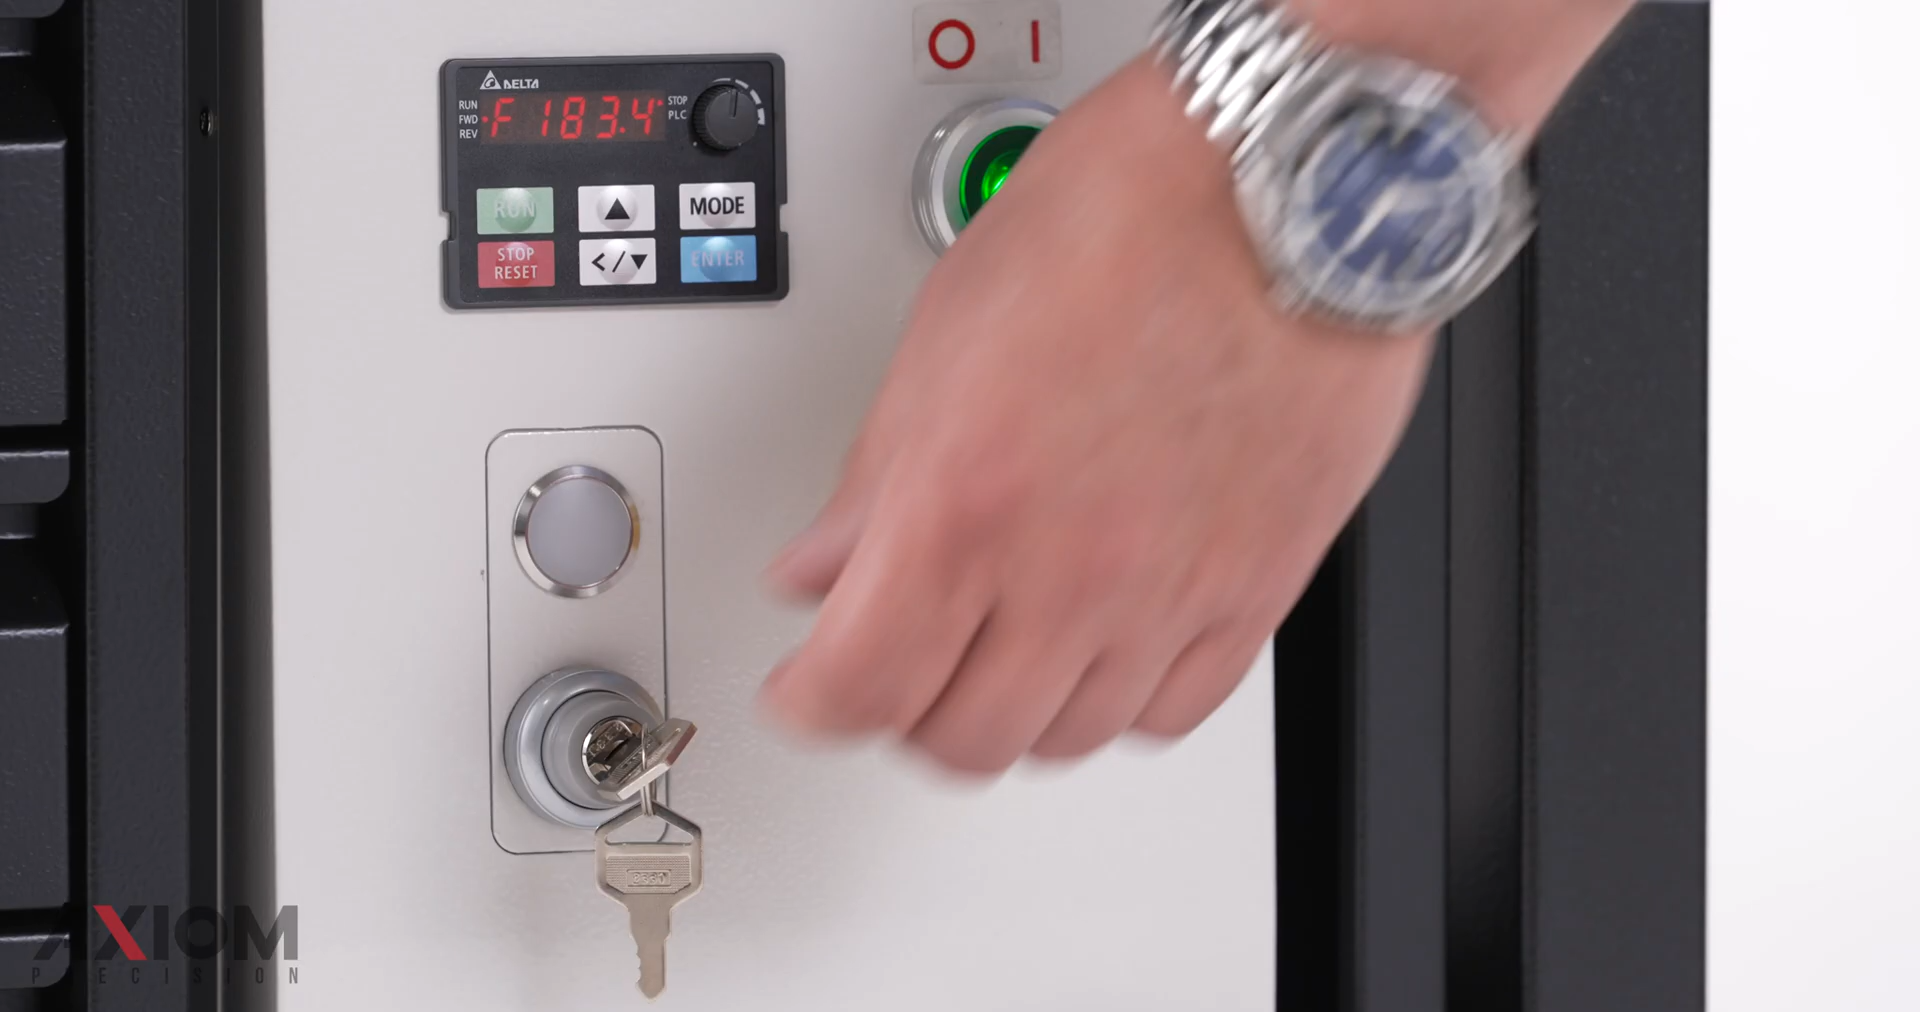 O I
DELTA
RUN
FWD
REV
F 183.4
STOP
PLC
RUN
▲
MODE
STOP
RESET
</▼
ENTER
AXIOM
PRECISION